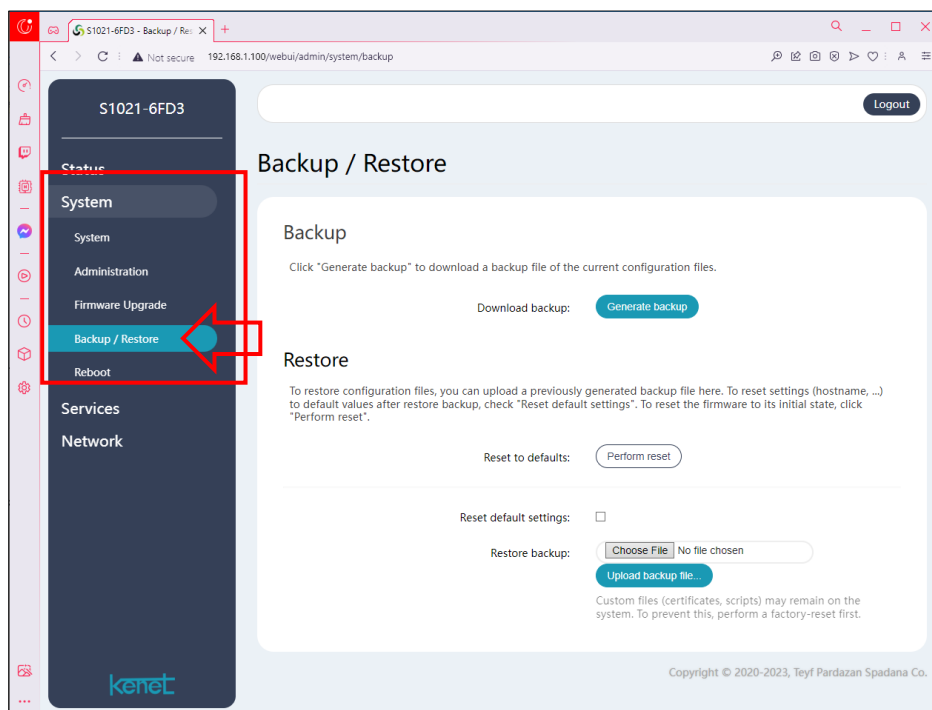 S1021-6FD3 - Backup / Res
Not secure 192.168.1.100/webui/admin/system/backup
S1021-6FD3
Logout
Status
System
System
Administration
Firmware Upgrade
Backup / Restore
Reboot
Services
Network
kenet
Backup / Restore
Backup
Click "Generate backup" to download a backup file of the current configuration files.
Download backup: Generate backup
Restore
To restore configuration files, you can upload a previously generated backup file here. To reset settings (hostname, ...)
to default values after restore backup, check "Reset default settings". To reset the firmware to its initial state, click
"Perform reset".
Reset to defaults: Perform reset
Reset default settings:
Restore backup: Choose File No file chosen
Upload backup file...
Custom files (certificates, scripts) may remain on the
system. To prevent this, perform a factory-reset first.
Copyright © 2020-2023, Teyf Pardazan Spadana Co.